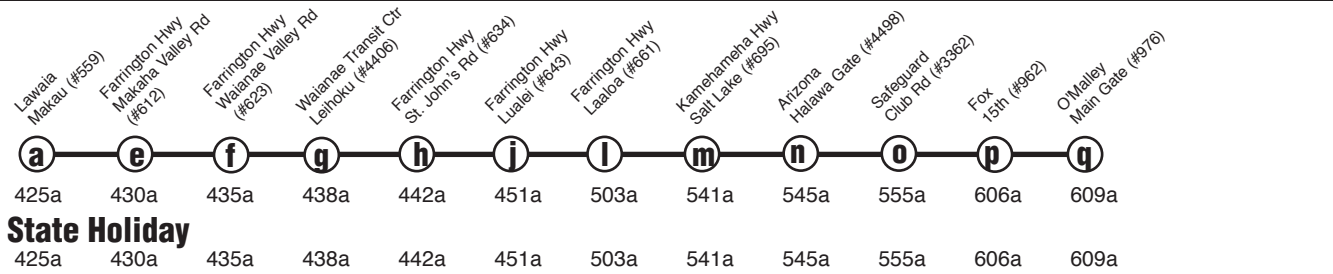 Lawaia
Makau (#559)
Farrington Hwy
Makaha Valley Rd
(#612)
Farrington Hwy
Waianae Valley Rd
(#623)
Waianae Transit Ctr
Leihoku (#4406)
Farrington Hwy
St. John's Rd (#634)
Farrington Hwy
Lualei (#643)
Farrington Hwy
Laaloa (#661)
Kamehameha Hwy
Salt Lake (#695)
Arizona
Halawa Gate (#4498)
Safeguard
Club Rd (#3362)
Fox
15th (#962)
O'Malley
Main Gate (#976)
a e f g h j l m n o p q
425a 430a 435a 438a 442a 451a 503a 541a 545a 555a 606a 609a
State Holiday
425a 430a 435a 438a 442a 451a 503a 541a 545a 555a 606a 609a